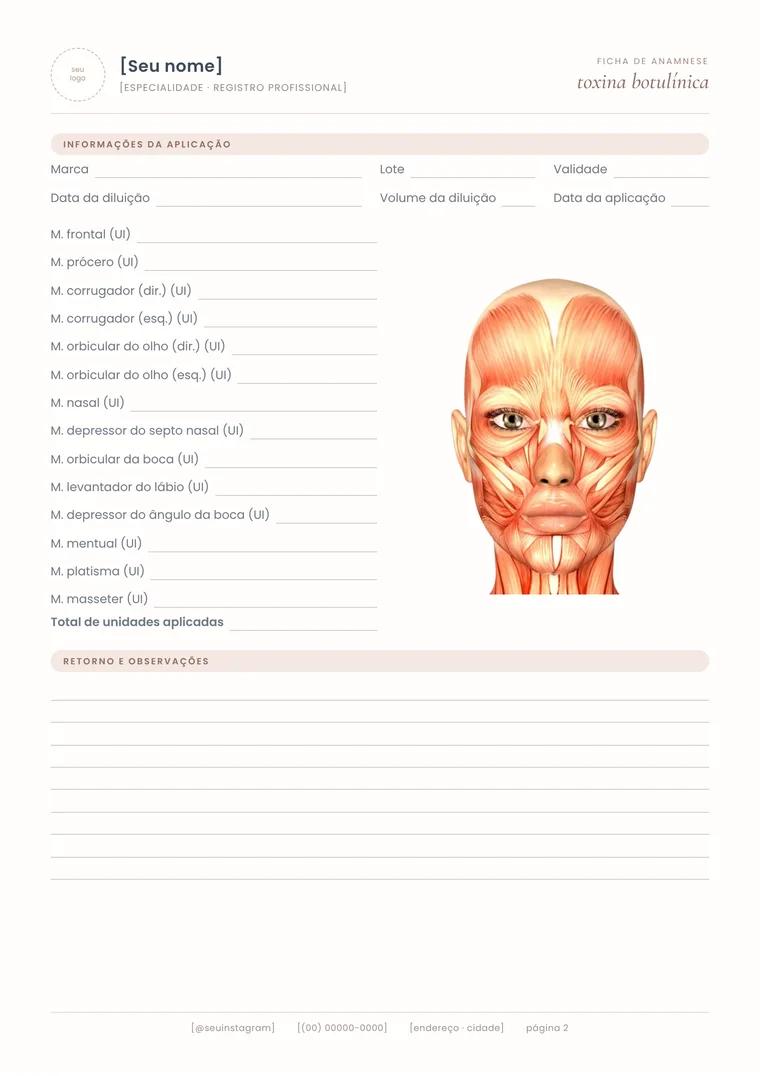 seu
logo
[Seu nome]
[ESPECIALIDADE · REGISTRO PROFISSIONAL]
FICHA DE ANAMNESE
toxina botulínica
INFORMAÇÕES DA APLICAÇÃO
Marca Lote Validade
Data da diluição Volume da diluição Data da aplicação
M. frontal (UI)
M. prócero (UI)
M. corrugador (dir.) (UI)
M. corrugador (esq.) (UI)
M. orbicular do olho (dir.) (UI)
M. orbicular do olho (esq.) (UI)
M. nasal (UI)
M. depressor do septo nasal (UI)
M. orbicular da boca (UI)
M. levantador do lábio (UI)
M. depressor do ângulo da boca (UI)
M. mentual (UI)
M. platisma (UI)
M. masseter (UI)
Total de unidades aplicadas
RETORNO E OBSERVAÇÕES
[@seuinstagram] [(00) 00000-0000] [endereço · cidade] página 2